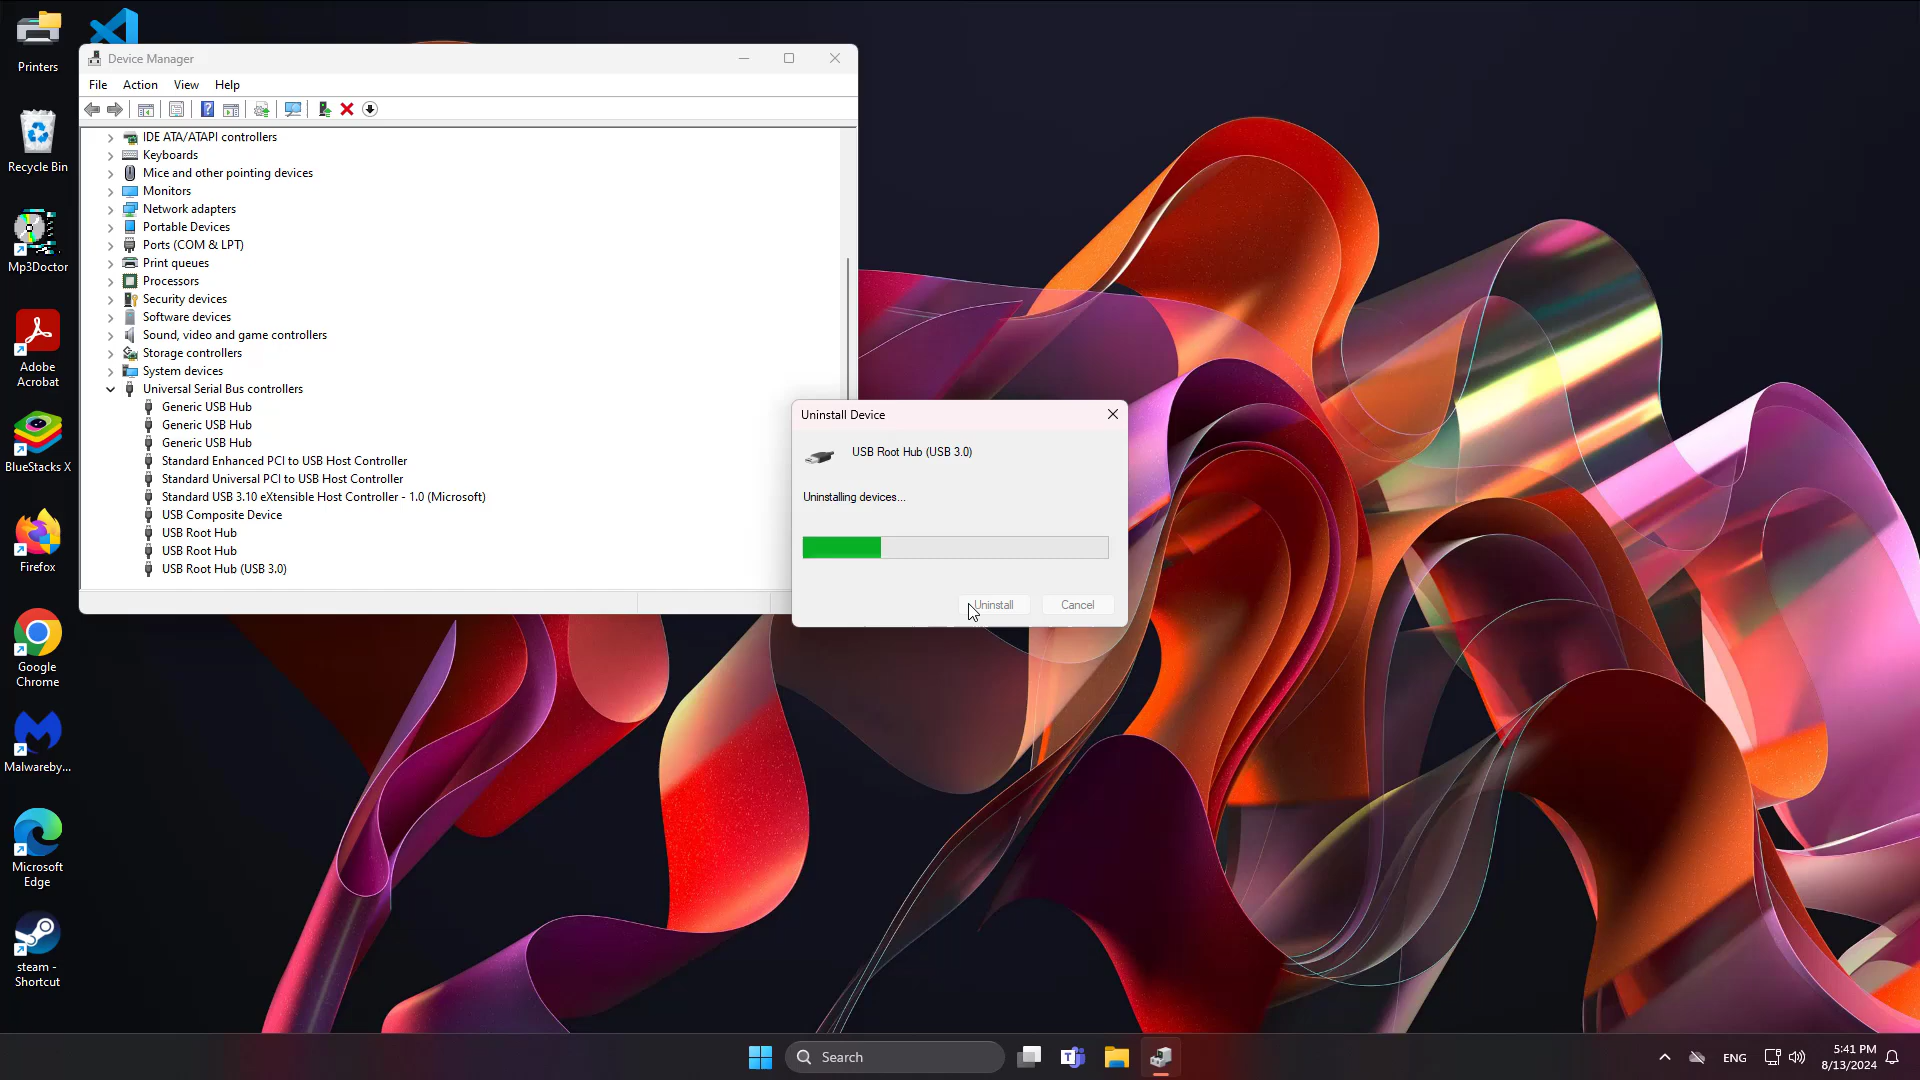 Printers
Recycle Bin
Mp3Doctor
Adobe
Acrobat
BlueStacks X
Firefox
Google
Chrome
Malwareby...
Microsoft
Edge
steam -
Shortcut
Device Manager
File Action View Help
IDE ATA/ATAPI controllers
Keyboards
Mice and other pointing devices
Monitors
Network adapters
Portable Devices
Ports (COM & LPT)
Print queues
Processors
Security devices
Software devices
Sound, video and game controllers
Storage controllers
System devices
Universal Serial Bus controllers
Generic USB Hub
Generic USB Hub
Generic USB Hub
Standard Enhanced PCI to USB Host Controller
Standard Universal PCI to USB Host Controller
Standard USB 3.10 eXtensible Host Controller - 1.0 (Microsoft)
USB Composite Device
USB Root Hub
USB Root Hub
USB Root Hub (USB 3.0)
Uninstall Device
USB Root Hub (USB 3.0)
Uninstalling devices...
Uninstall Cancel
Search
ENG
5:41 PM
8/13/2024